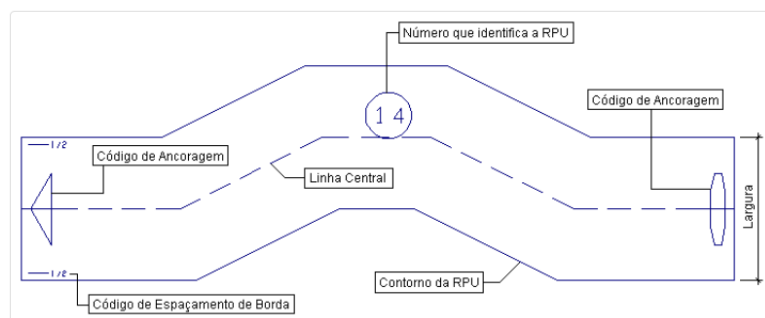 Número que identifica a RPU
14
Código de Ancoragem
1/2
Código de Ancoragem
Linha Central
Largura
1/2
Contorno da RPU
Código de Espaçamento de Borda